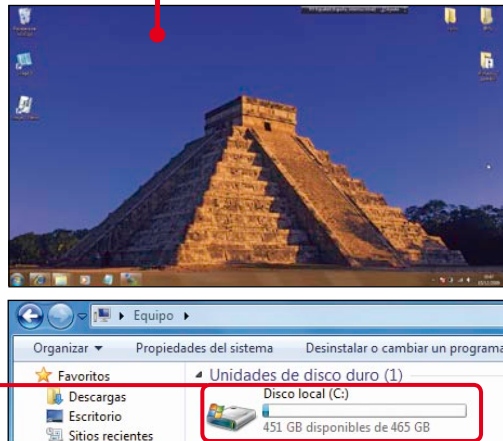 Equipo
Organizar Propiedades del sistema Desinstalar o cambiar un programa
Favoritos
Descargas
Escritorio
Sitios recientes
Unidades de disco duro (1)
Disco local (C:)
451 GB disponibles de 465 GB